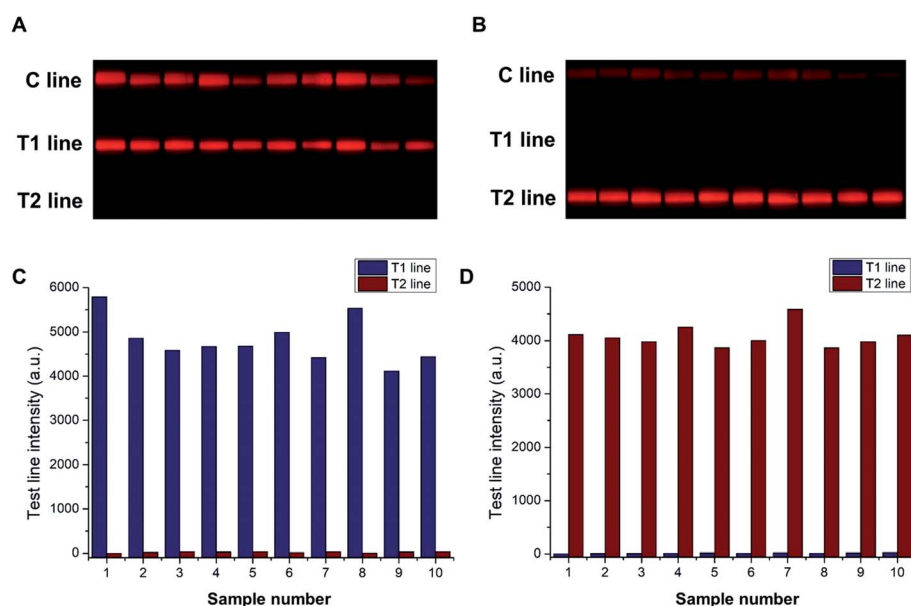 A
C line
T1 line
T2 line
B
C line
T1 line
T2 line
C
T1 line
T2 line
Test line intensity (a.u.)
6000
5000
4000
3000
2000
1000
0
1 2 3 4 5 6 7 8 9 10
Sample number
D
T1 line
T2 line
Test line intensity (a.u.)
5000
4000
3000
2000
1000
0
1 2 3 4 5 6 7 8 9 10
Sample number